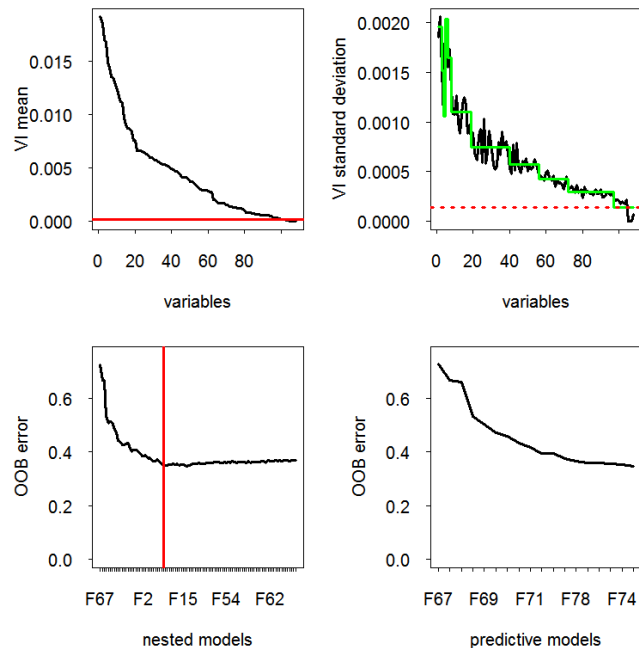 VI mean
0.015
0.010
0.005
0.000
0 20 40 60 80
variables
VI standard deviation
0.0020
0.0015
0.0010
0.0005
0.0000
0 20 40 60 80
variables
OOB error
0.6
0.4
0.2
0.0
F67 F2 F15 F54 F62
nested models
OOB error
0.6
0.4
0.2
0.0
F67 F69 F71 F78 F74
predictive models